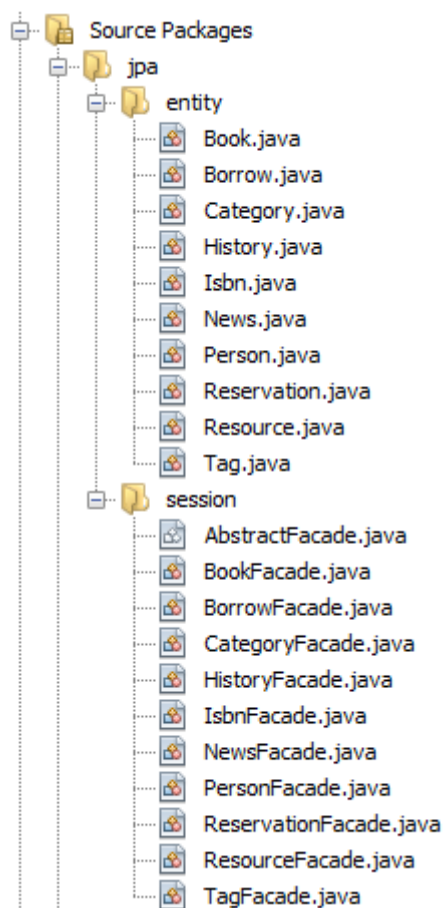 Source Packages
jpa
entity
Book.java
Borrow.java
Category.java
History.java
Isbn.java
News.java
Person.java
Reservation.java
Resource.java
Tag.java
session
AbstractFacade.java
BookFacade.java
BorrowFacade.java
CategoryFacade.java
HistoryFacade.java
IsbnFacade.java
NewsFacade.java
PersonFacade.java
ReservationFacade.java
ResourceFacade.java
TagFacade.java